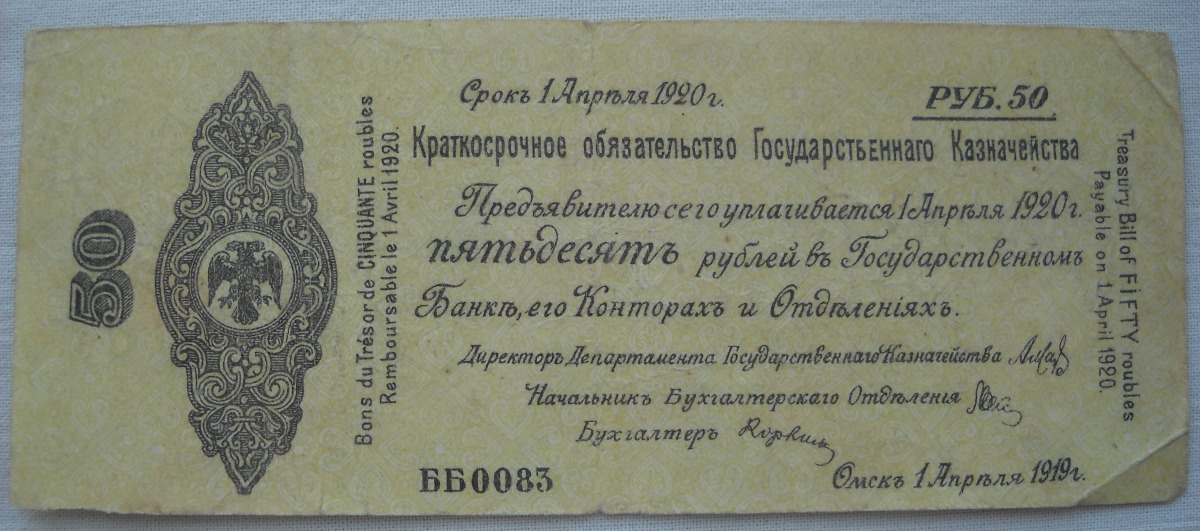 50
Bons du Trésor de CINQUANTE roubles
Remboursable le 1 Avril 1920.
Срокъ 1 Апрѣля 1920 г.
РУБ. 50
Краткосрочное обязательство Государственнаго Казначейства
Предъявителю сего уплачивается 1 Апрѣля 1920 г.
пятьдесятъ рублей въ Государственномъ
Банкѣ, его Конторахъ и Отдѣленіяхъ.
Директоръ Департамента Государственнаго Казначейства
Начальникъ Бухгалтерскаго Отдѣленія
Бухгалтеръ
ББ0083
Омскъ 1 Апрѣля 1919 г.
Treasury Bill of FiFTY roubles
Payable on 1 April 1920.